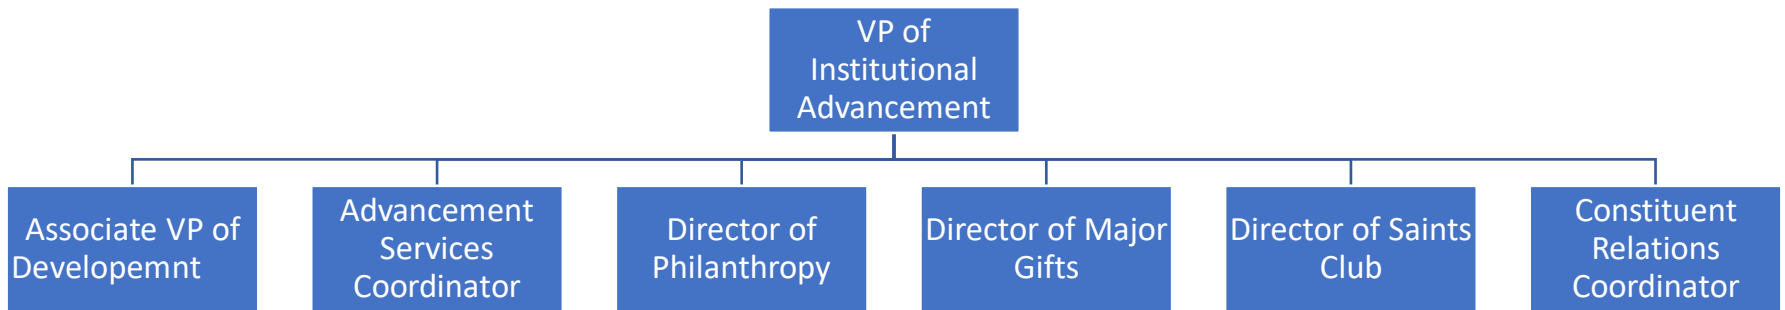 VP of
Institutional
Advancement
Associate VP of
Developemnt
Advancement
Services
Coordinator
Director of
Philanthropy
Director of Major
Gifts
Director of Saints
Club
Constituent
Relations
Coordinator